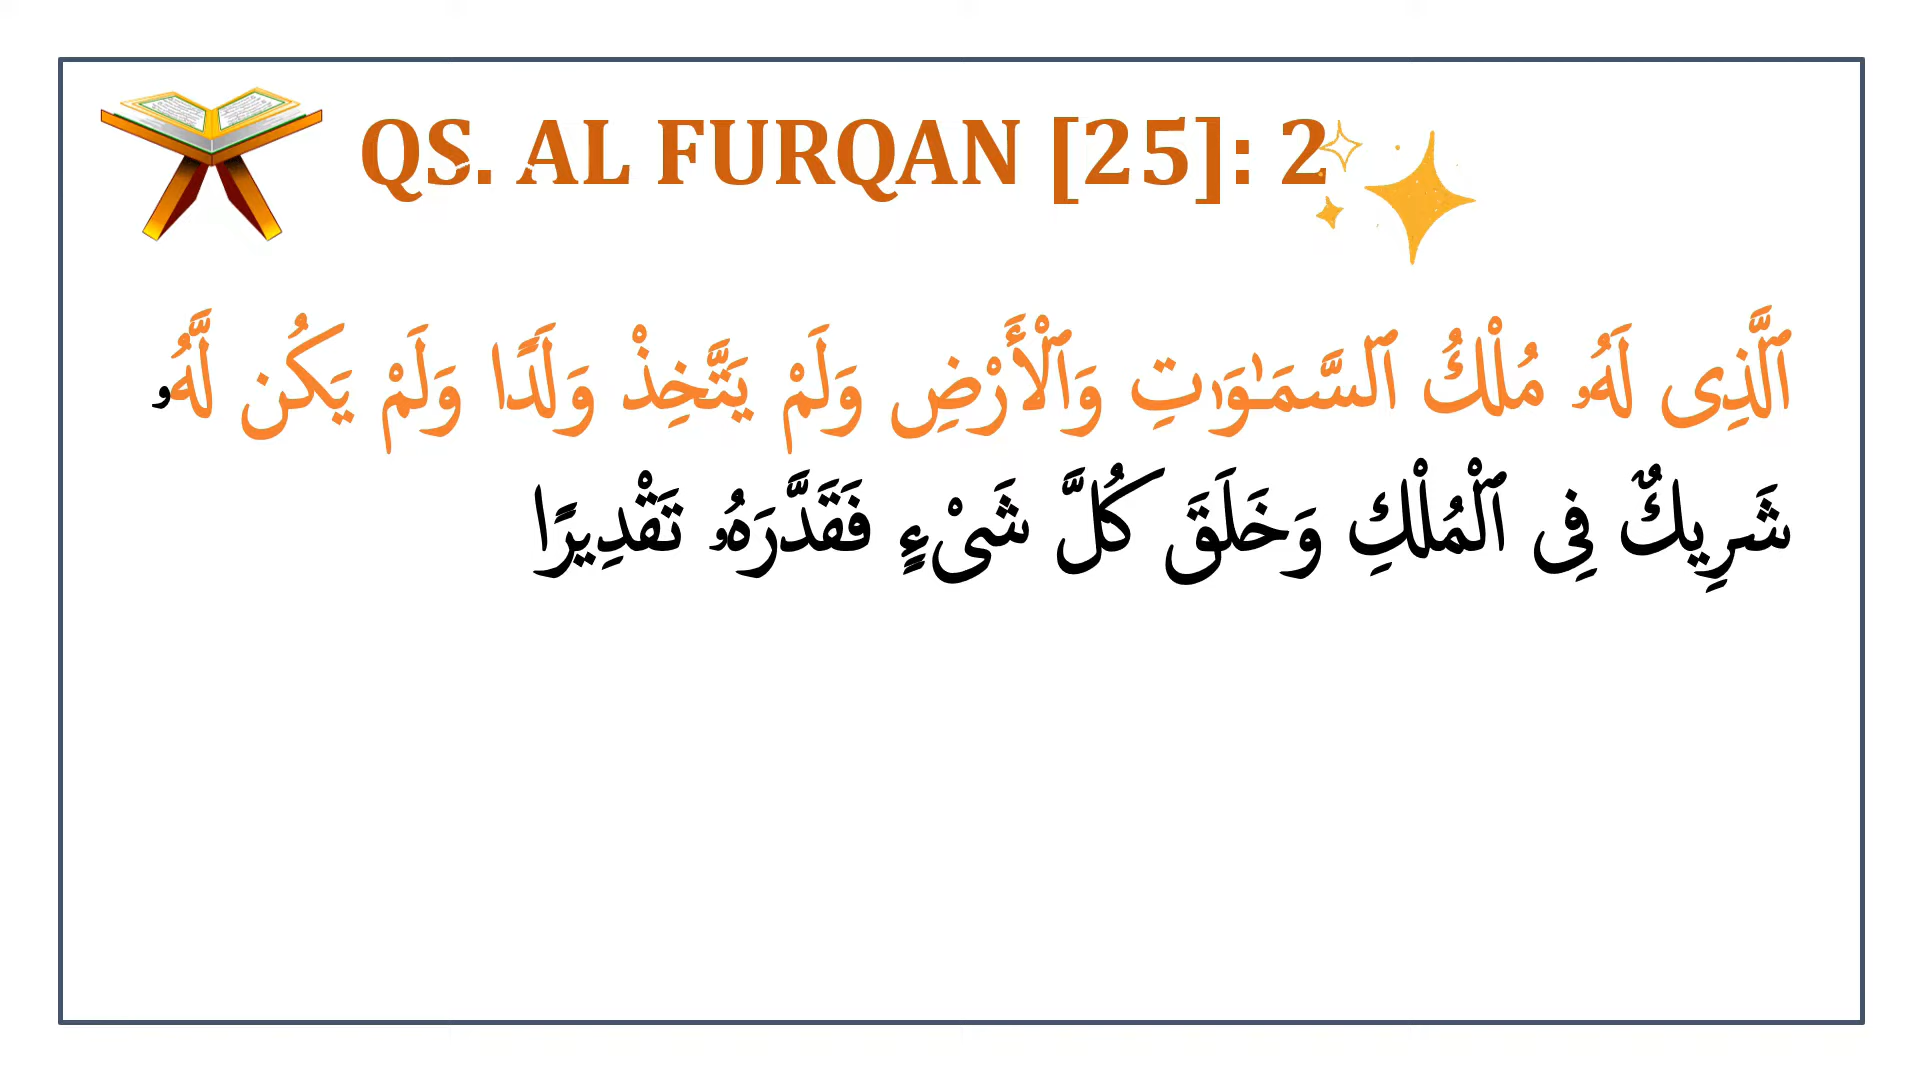 QS. AL FURQAN [25]: 2
ٱلَّذِى لَهُۥ مُلْكُ ٱلسَّمَـٰوَٰتِ وَٱلْأَرْضِ وَلَمْ يَتَّخِذْ وَلَدًا وَلَمْ يَكُن لَّهُۥ
شَرِيكٌ فِى ٱلْمُلْكِ وَخَلَقَ كُلَّ شَىْءٍ فَقَدَّرَهُۥ تَقْدِيرًا